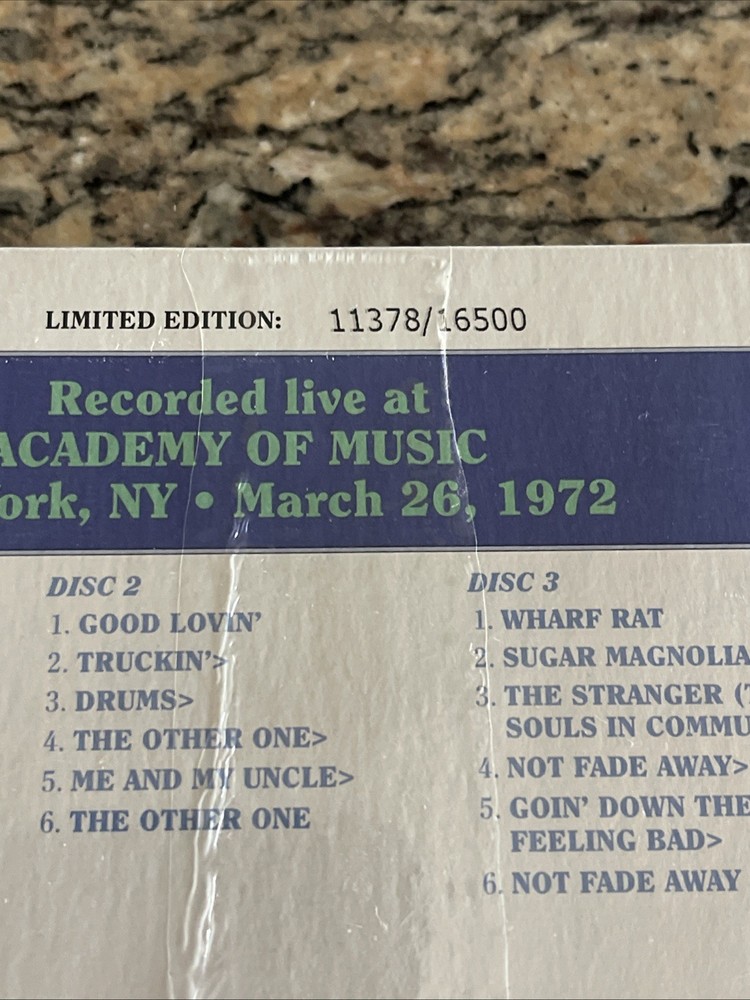 LIMITED EDITION: 11378/16500
Recorded live at
ACADEMY OF MUSIC
ork, NY • March 26, 1972
DISC 2
1. GOOD LOVIN'
2. TRUCKIN'>
3. DRUMS>
4. THE OTHER ONE>
5. ME AND MY UNCLE>
6. THE OTHER ONE
DISC 3
1. WHARF RAT
2. SUGAR MAGNOLIA
3. THE STRANGER (T
SOULS IN COMMU
4. NOT FADE AWAY>
5. GOIN' DOWN THE
FEELING BAD>
6. NOT FADE AWAY